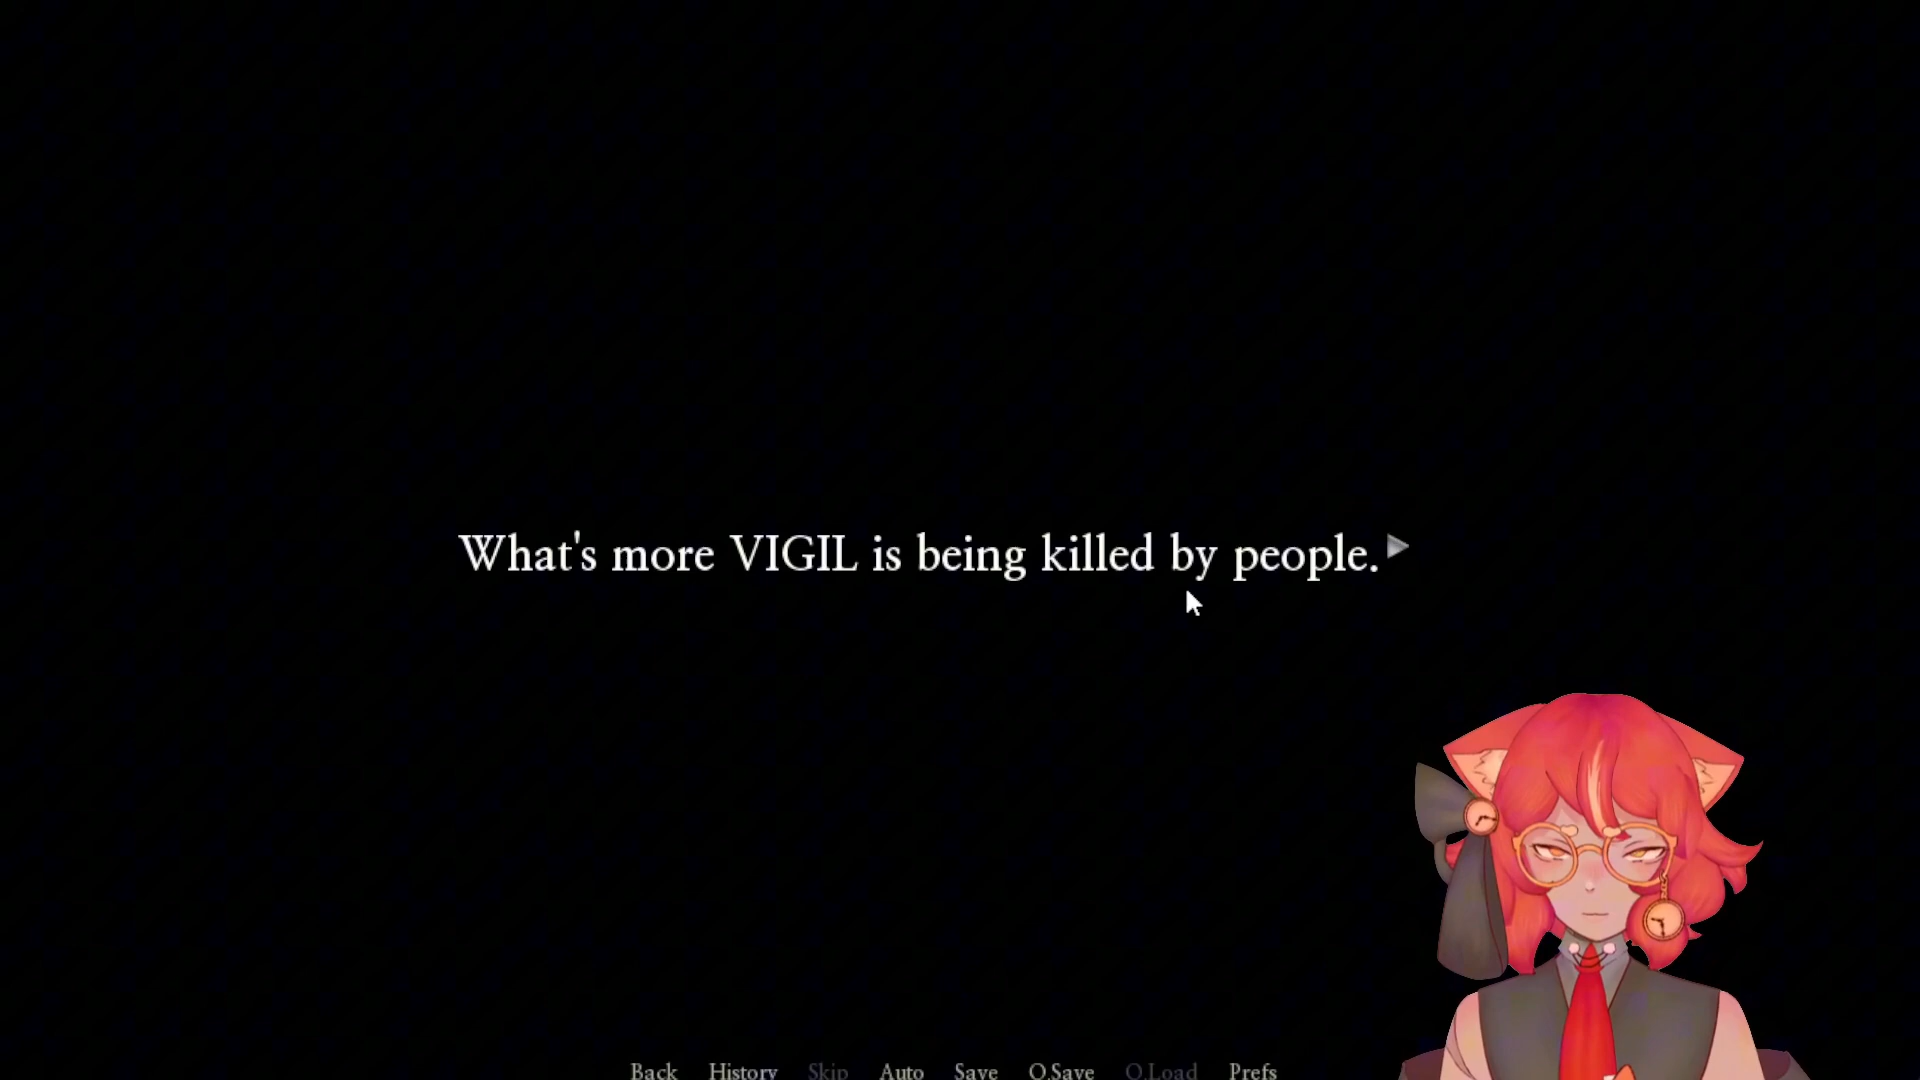 What's more VIGIL is being killed by people.
Back History Skip Auto Save Q.Save Q.Load Prefs